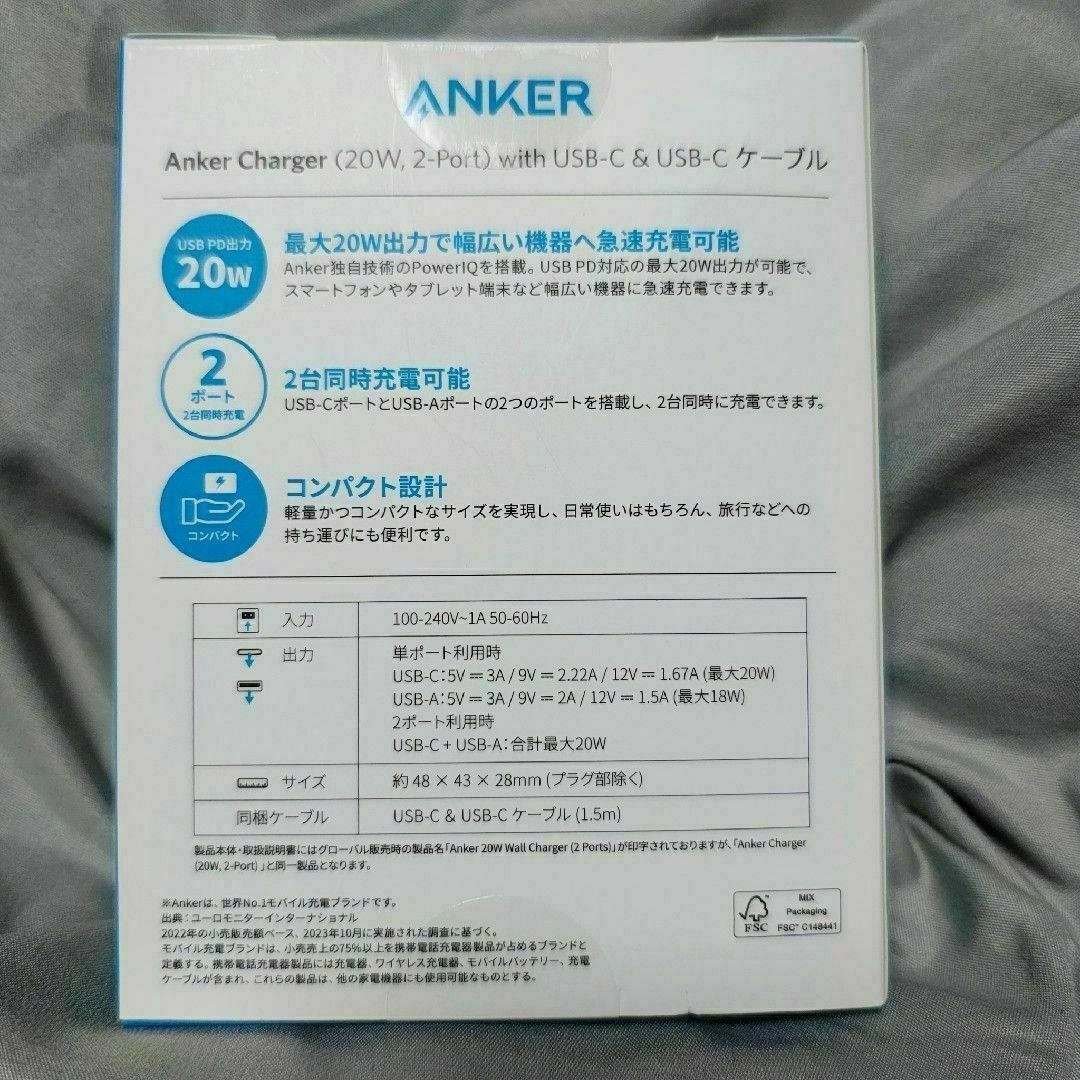 ANKER
Anker Charger (20W, 2-Port) with USB-C & USB-C ケーブル
USB PD出力
20W
最大20W出力で幅広い機器へ急速充電可能
Anker独自技術のPowerIQを搭載。USB PD対応の最大20W出力が可能で、
スマートフォンやタブレット端末など幅広い機器に急速充電できます。
2
ポート
2台同時充電
2台同時充電可能
USB-CポートとUSB-Aポートの2つのポートを搭載し、2台同時に充電できます。
コンパクト
コンパクト設計
軽量かつコンパクトなサイズを実現し、日常使いはもちろん、旅行などへの
持ち運びにも便利です。
入力 100-240V~1A 50-60Hz
出力 単ポート利用時
USB-C:5V ⎓ 3A / 9V ⎓ 2.22A / 12V ⎓ 1.67A (最大20W)
USB-A:5V ⎓ 3A / 9V ⎓ 2A / 12V ⎓ 1.5A (最大18W)
2ポート利用時
USB-C + USB-A:合計最大20W
サイズ 約 48 × 43 × 28mm (プラグ部除く)
同梱ケーブル USB-C & USB-C ケーブル (1.5m)
製品本体・取扱説明書にはグローバル販売時の製品名「Anker 20W Wall Charger (2 Ports)」が印字されておりますが、「Anker Charger
(20W, 2-Port) 」と同一製品となります。
※Ankerは、世界No.1モバイル充電ブランドです。
出典:ユーロモニターインターナショナル
2022年の小売販売額ベース、2023年10月に実施された調査に基づく。
モバイル充電ブランドは、小売売上の75%以上を携帯電話充電器製品が占めるブランドと
定義する。携帯電話充電器製品には充電器、ワイヤレス充電器、モバイルバッテリー、充電
ケーブルが含まれ、これらの製品は、他の家電機器にも使用可能なものとする。
FSC
MIX
Packaging
FSC® C148441